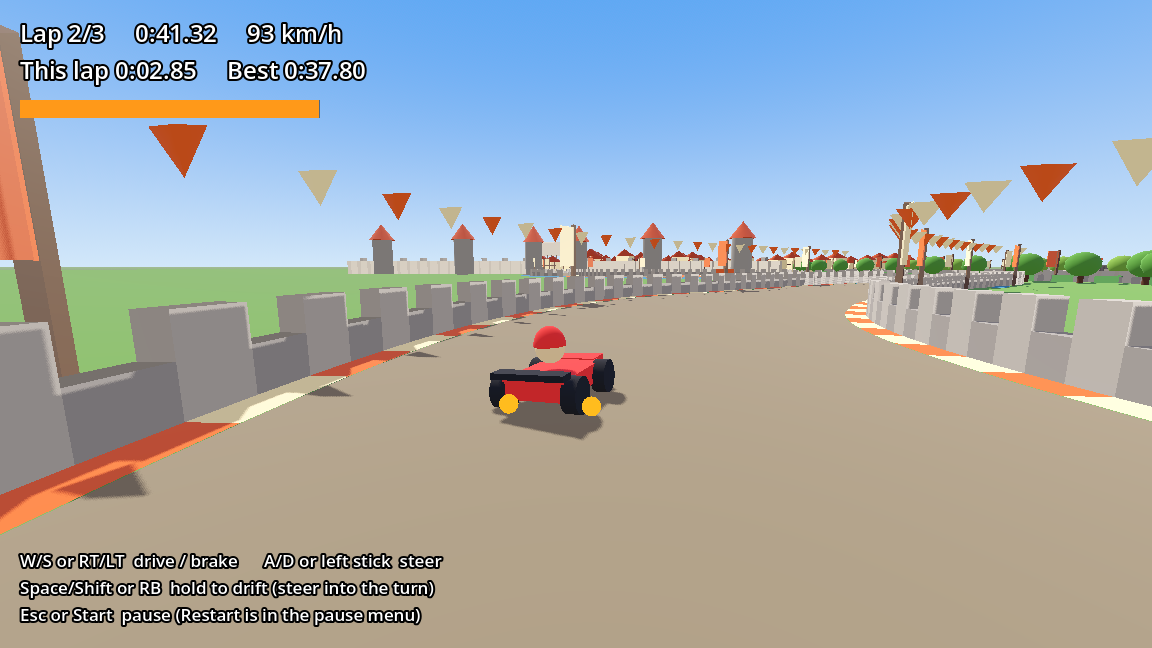 Lap 2/3 0:41.32 93 km/h
This lap 0:02.85 Best 0:37.80
W/S or RT/LT drive / brake A/D or left stick steer
Space/Shift or RB hold to drift (steer into the turn)
Esc or Start pause (Restart is in the pause menu)